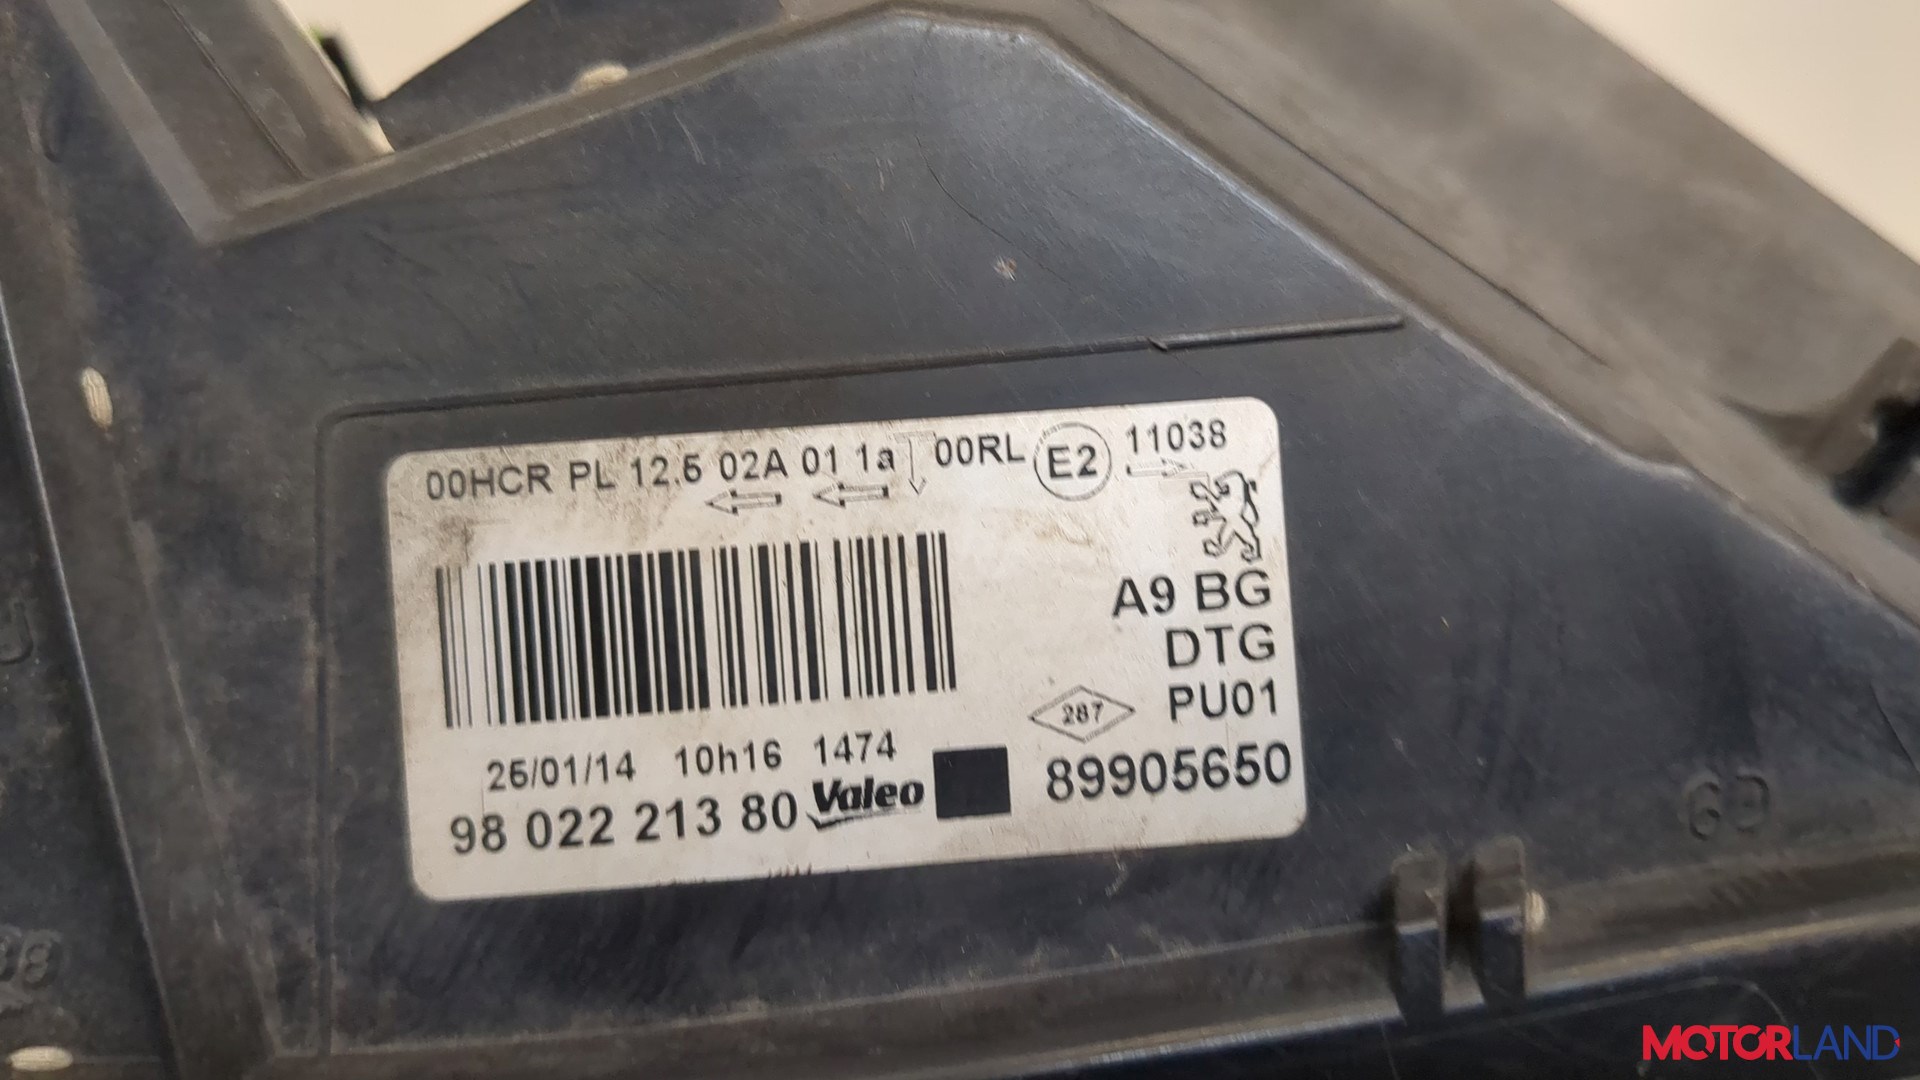 00HCR PL 12.5 02A 01 1a 00RL E2 11038
A9 BG
DTG
287 PU01
25/01/14 10h16 1474
98 022 213 80 Valeo 89905650
MOTORLAND